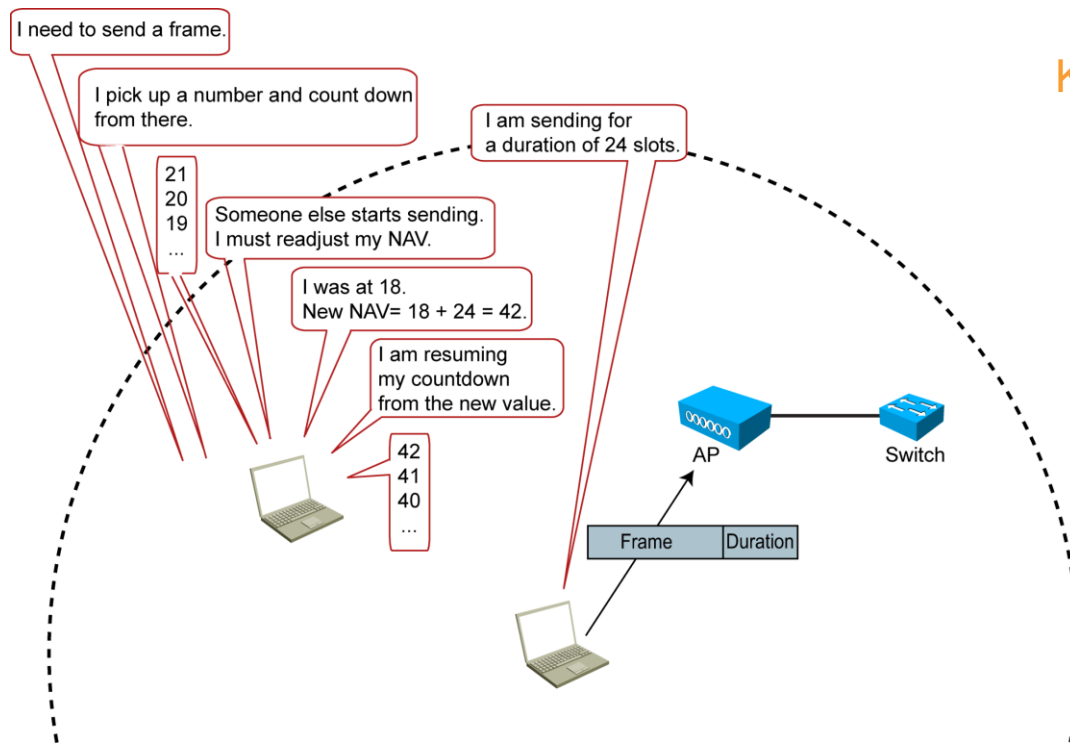 I need to send a frame.
I pick up a number and count down
from there.
21
20
19
...
Someone else starts sending.
I must readjust my NAV.
I was at 18.
New NAV= 18 + 24 = 42.
I am resuming
my countdown
from the new value.
42
41
40
...
I am sending for
a duration of 24 slots.
AP
Switch
Frame
Duration